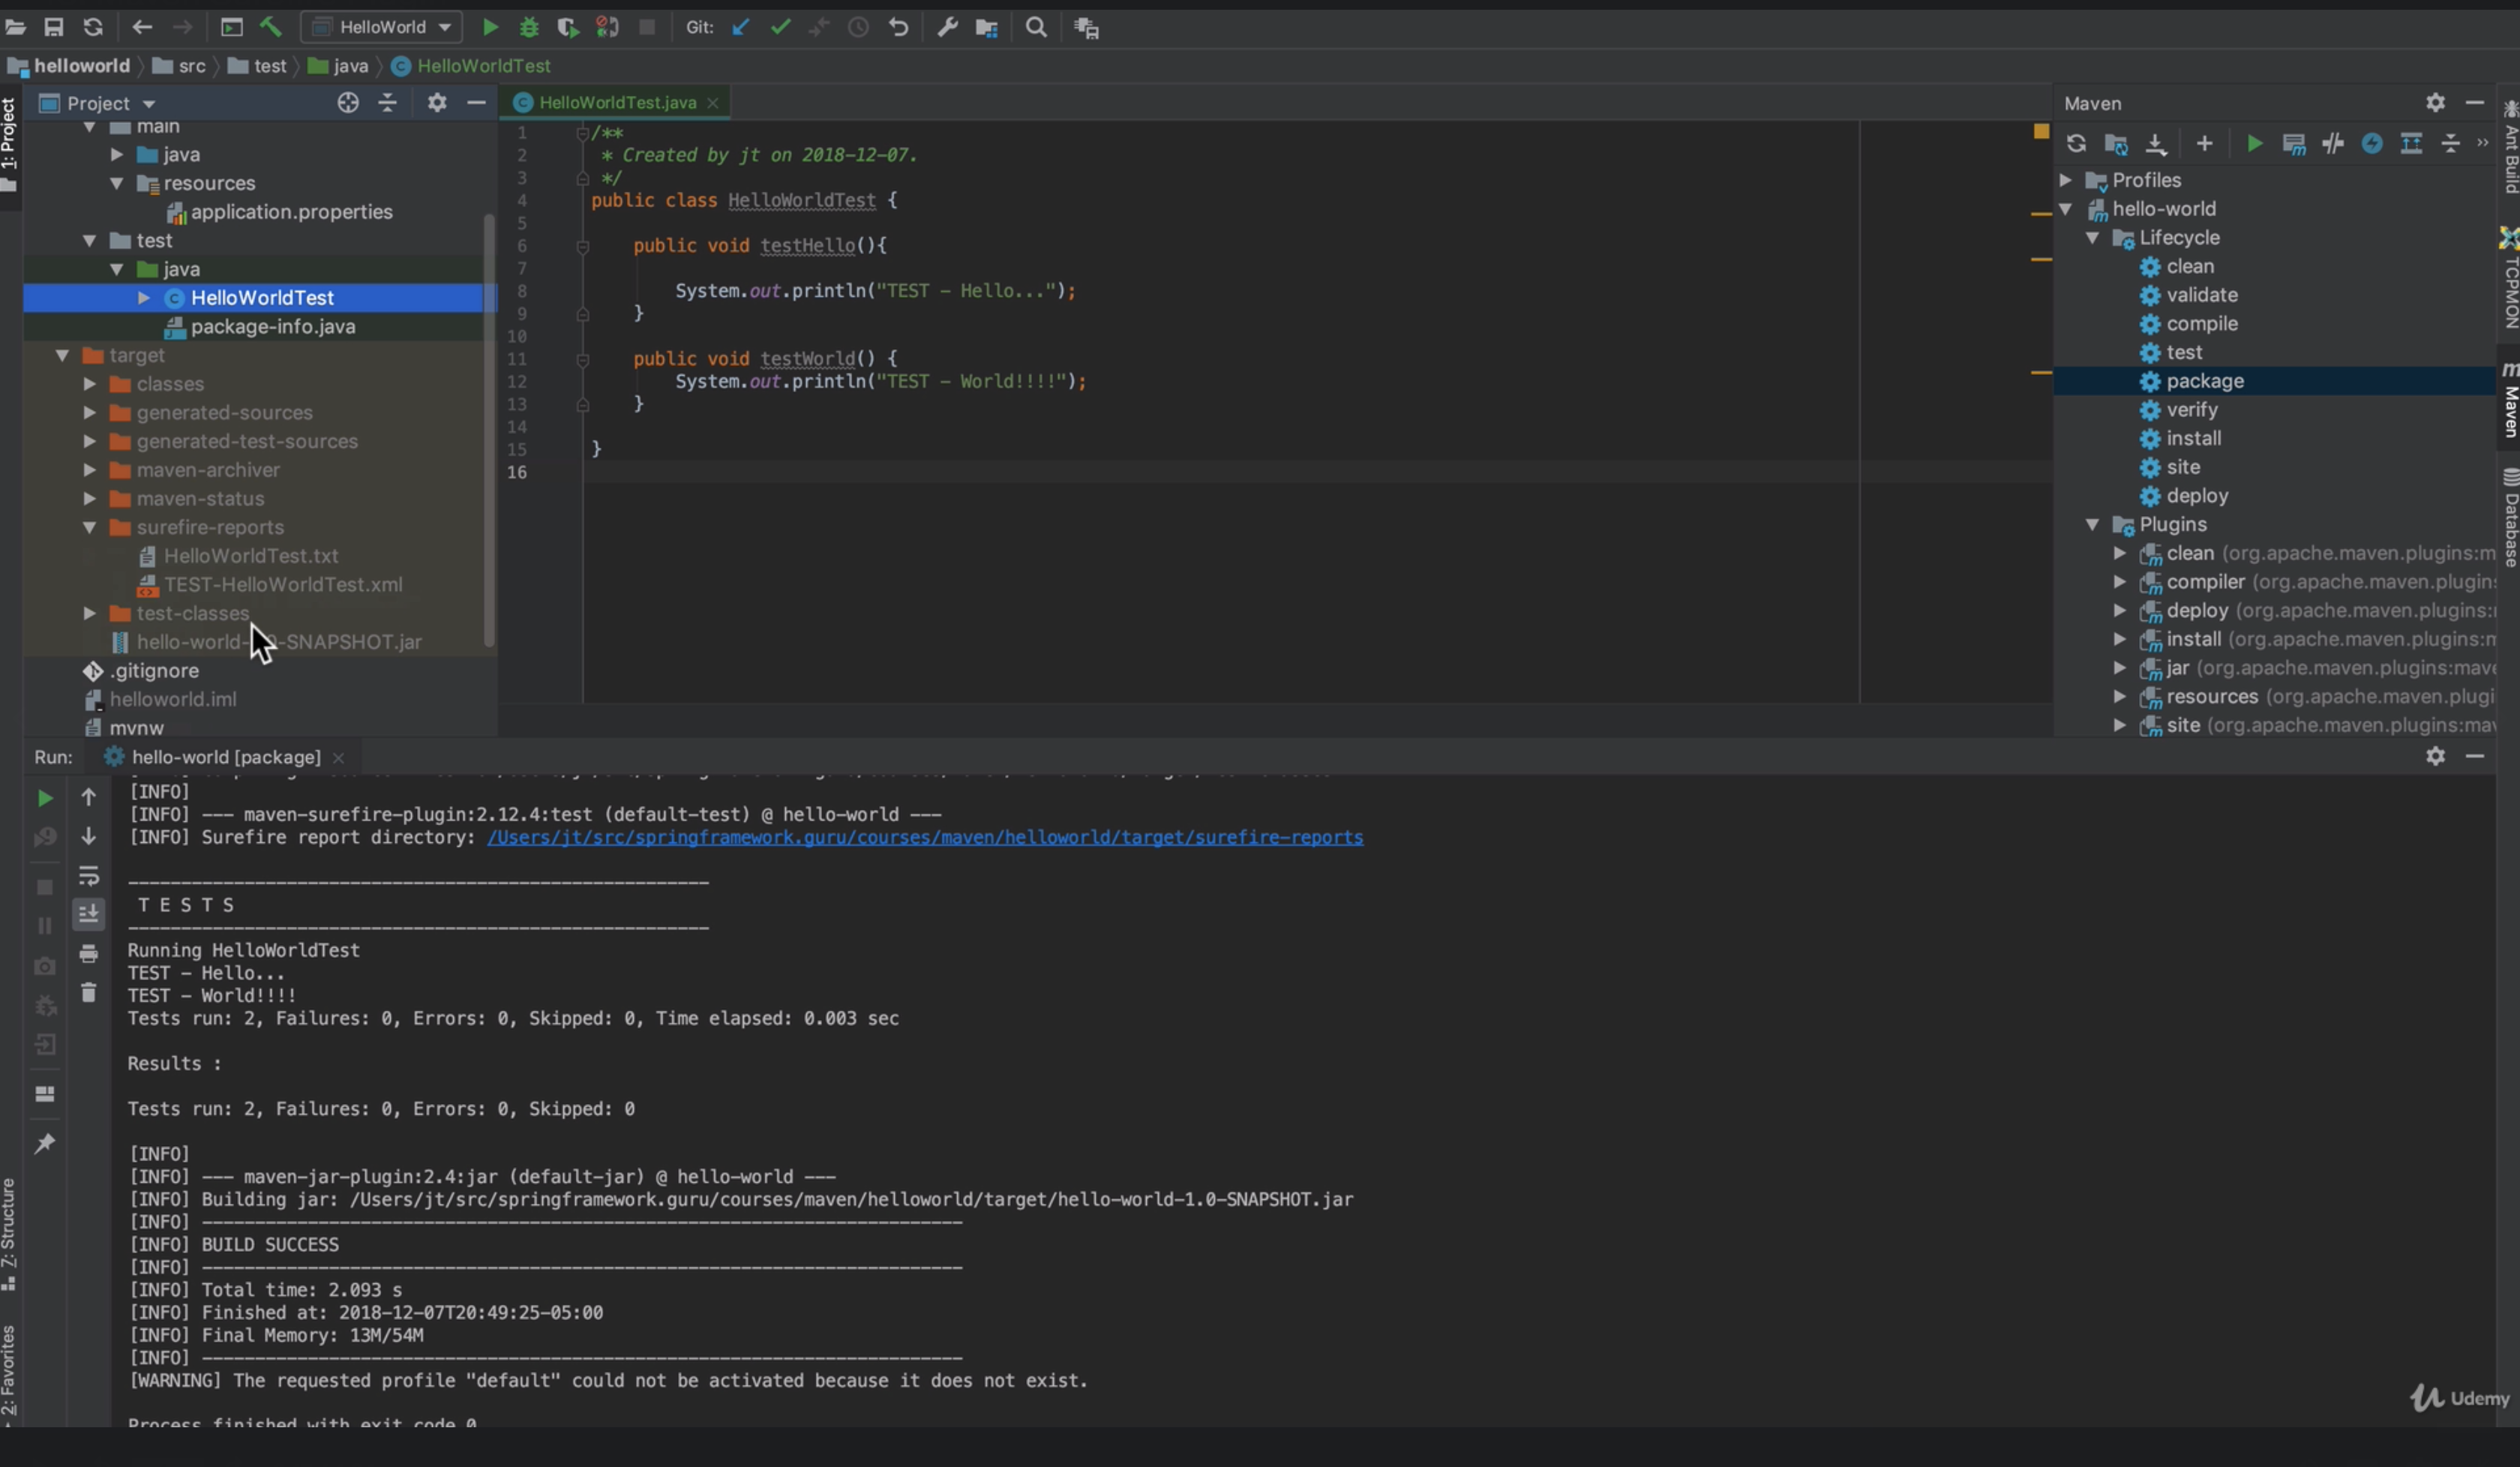 HelloWorld
Git:
helloworld
src
test
java
HelloWorldTest
1: Project
Project
main
java
resources
application.properties
test
java
HelloWorldTest
package-info.java
target
classes
generated-sources
generated-test-sources
maven-archiver
maven-status
surefire-reports
HelloWorldTest.txt
TEST-HelloWorldTest.xml
test-classes
hello-world- -SNAPSHOT.jar
.gitignore
helloworld.iml
mvnw
HelloWorldTest.java
1 /**
2 * Created by jt on 2018-12-07.
3 */
4 public class HelloWorldTest {
5
6 public void testHello(){
7
8 System.out.println("TEST - Hello...");
9 }
10
11 public void testWorld() {
12 System.out.println("TEST - World!!!!");
13 }
14
15 }
16
Maven
Profiles
hello-world
Lifecycle
clean
validate
compile
test
package
verify
install
site
deploy
Plugins
clean (org.apache.maven.plugins:m
compiler (org.apache.maven.plugins
deploy (org.apache.maven.plugins:
install (org.apache.maven.plugins:m
jar (org.apache.maven.plugins:mave
resources (org.apache.maven.plugi
site (org.apache.maven.plugins:mav
Ant Build
TCPMON
Maven
Database
Run: hello-world [package]
[INFO]
[INFO] --- maven-surefire-plugin:2.12.4:test (default-test) @ hello-world ---
[INFO] Surefire report directory: /Users/jt/src/springframework.guru/courses/maven/helloworld/target/surefire-reports
-------------------------------------------------------
T E S T S
-------------------------------------------------------
Running HelloWorldTest
TEST - Hello...
TEST - World!!!!
Tests run: 2, Failures: 0, Errors: 0, Skipped: 0, Time elapsed: 0.003 sec
Results :
Tests run: 2, Failures: 0, Errors: 0, Skipped: 0
[INFO]
[INFO] --- maven-jar-plugin:2.4:jar (default-jar) @ hello-world ---
[INFO] Building jar: /Users/jt/src/springframework.guru/courses/maven/helloworld/target/hello-world-1.0-SNAPSHOT.jar
[INFO] ------------------------------------------------------------------------
[INFO] BUILD SUCCESS
[INFO] ------------------------------------------------------------------------
[INFO] Total time: 2.093 s
[INFO] Finished at: 2018-12-07T20:49:25-05:00
[INFO] Final Memory: 13M/54M
[INFO] ------------------------------------------------------------------------
[WARNING] The requested profile "default" could not be activated because it does not exist.
Process finished with exit code 0
Z: Structure
2: Favorites
Udemy